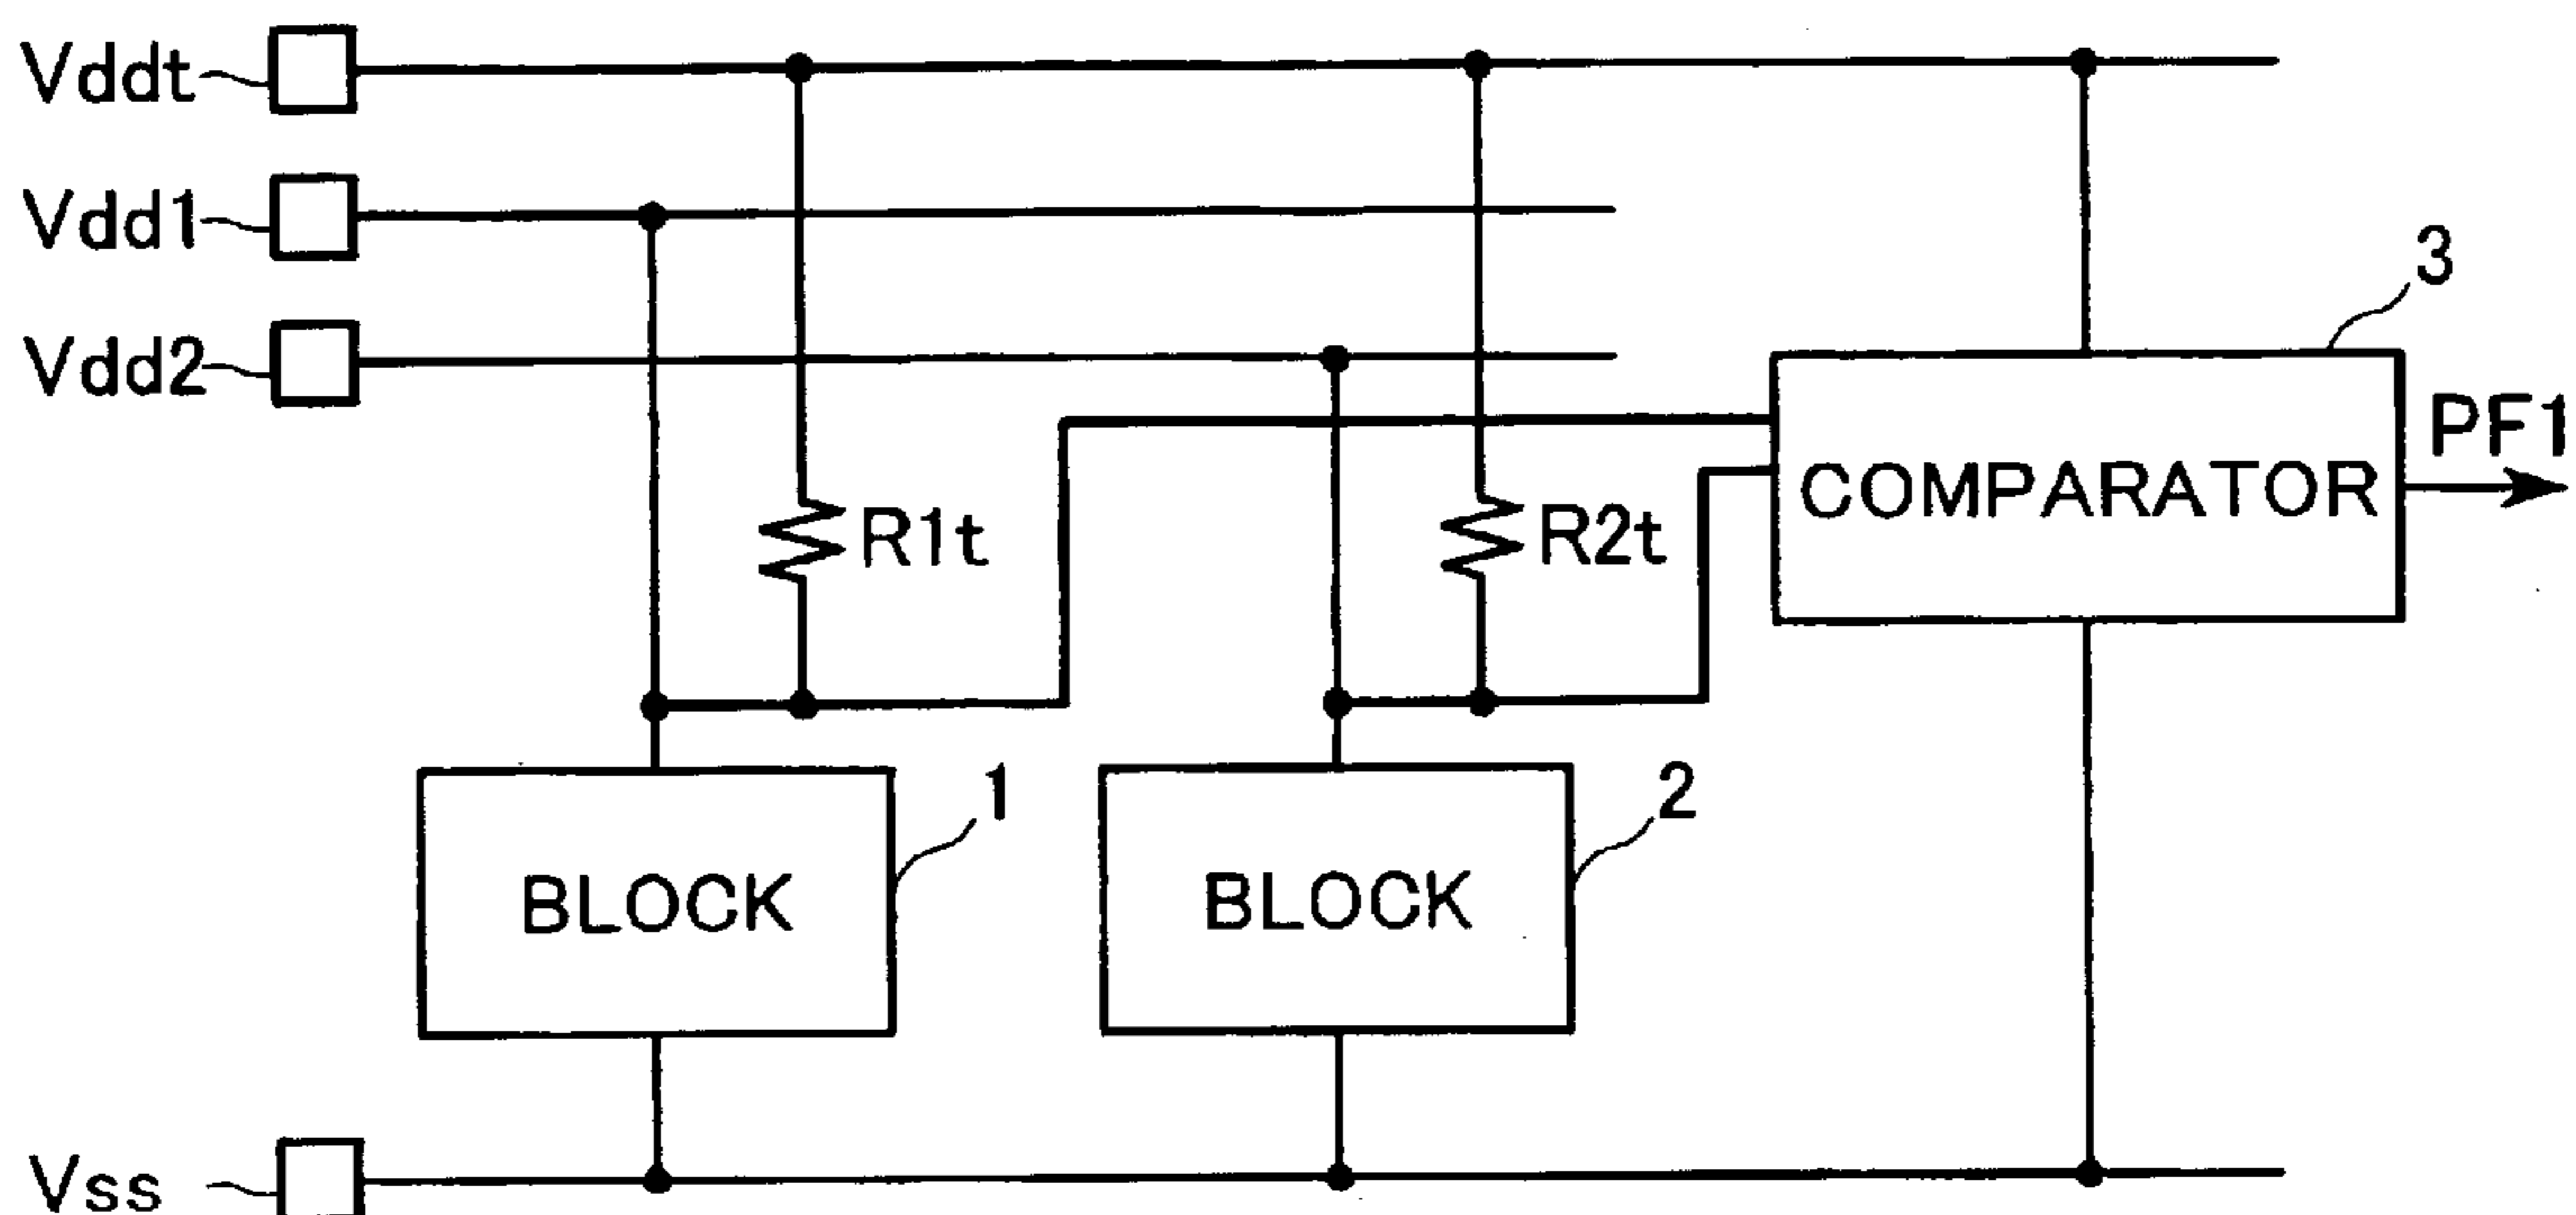 Vddt
Vdd1
Vdd2
3
PF1
COMPARATOR
R1t
R2t
1
2
BLOCK
BLOCK
Vss